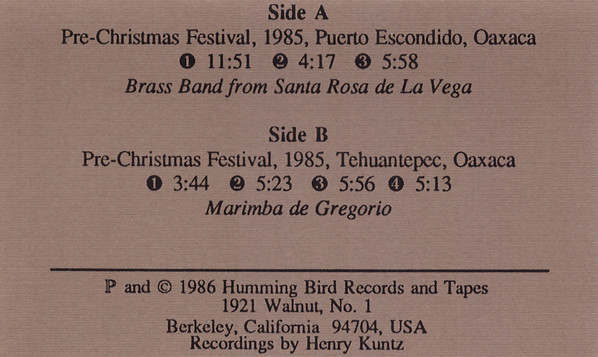 Side A
Pre-Christmas Festival, 1985, Puerto Escondido, Oaxaca
❶ 11:51 ❷ 4:17 ❸ 5:58
Brass Band from Santa Rosa de La Vega
Side B
Pre-Christmas Festival, 1985, Tehuantepec, Oaxaca
❶ 3:44 ❷ 5:23 ❸ 5:56 ❹ 5:13
Marimba de Gregorio
℗ and © 1986 Humming Bird Records and Tapes
1921 Walnut, No. 1
Berkeley, California 94704, USA
Recordings by Henry Kuntz